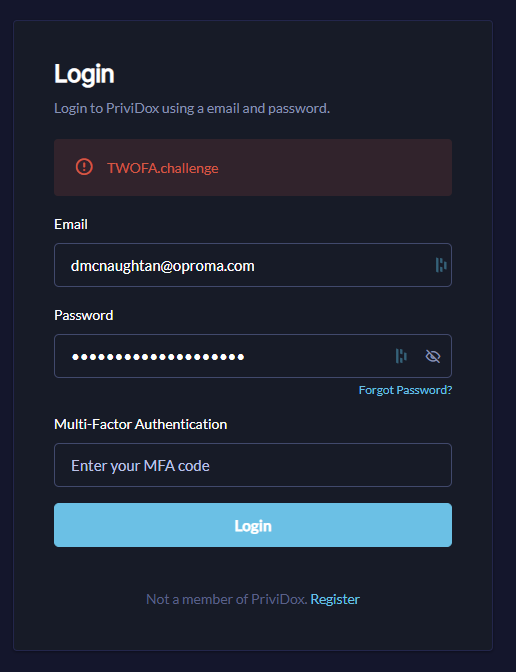 Login
Login to PriviDox using a email and password.
TWOFA.challenge
Email
dmcnaughtan@oproma.com
Password
••••••••••••••••••••
Forgot Password?
Multi-Factor Authentication
Enter your MFA code
Login
Not a member of PriviDox. Register